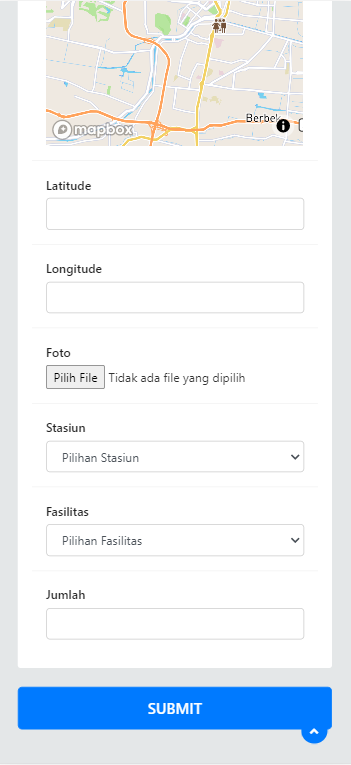 Berbek
mapbox
Latitude
Longitude
Foto
Pilih File Tidak ada file yang dipilih
Stasiun
Pilihan Stasiun
Fasilitas
Pilihan Fasilitas
Jumlah
SUBMIT